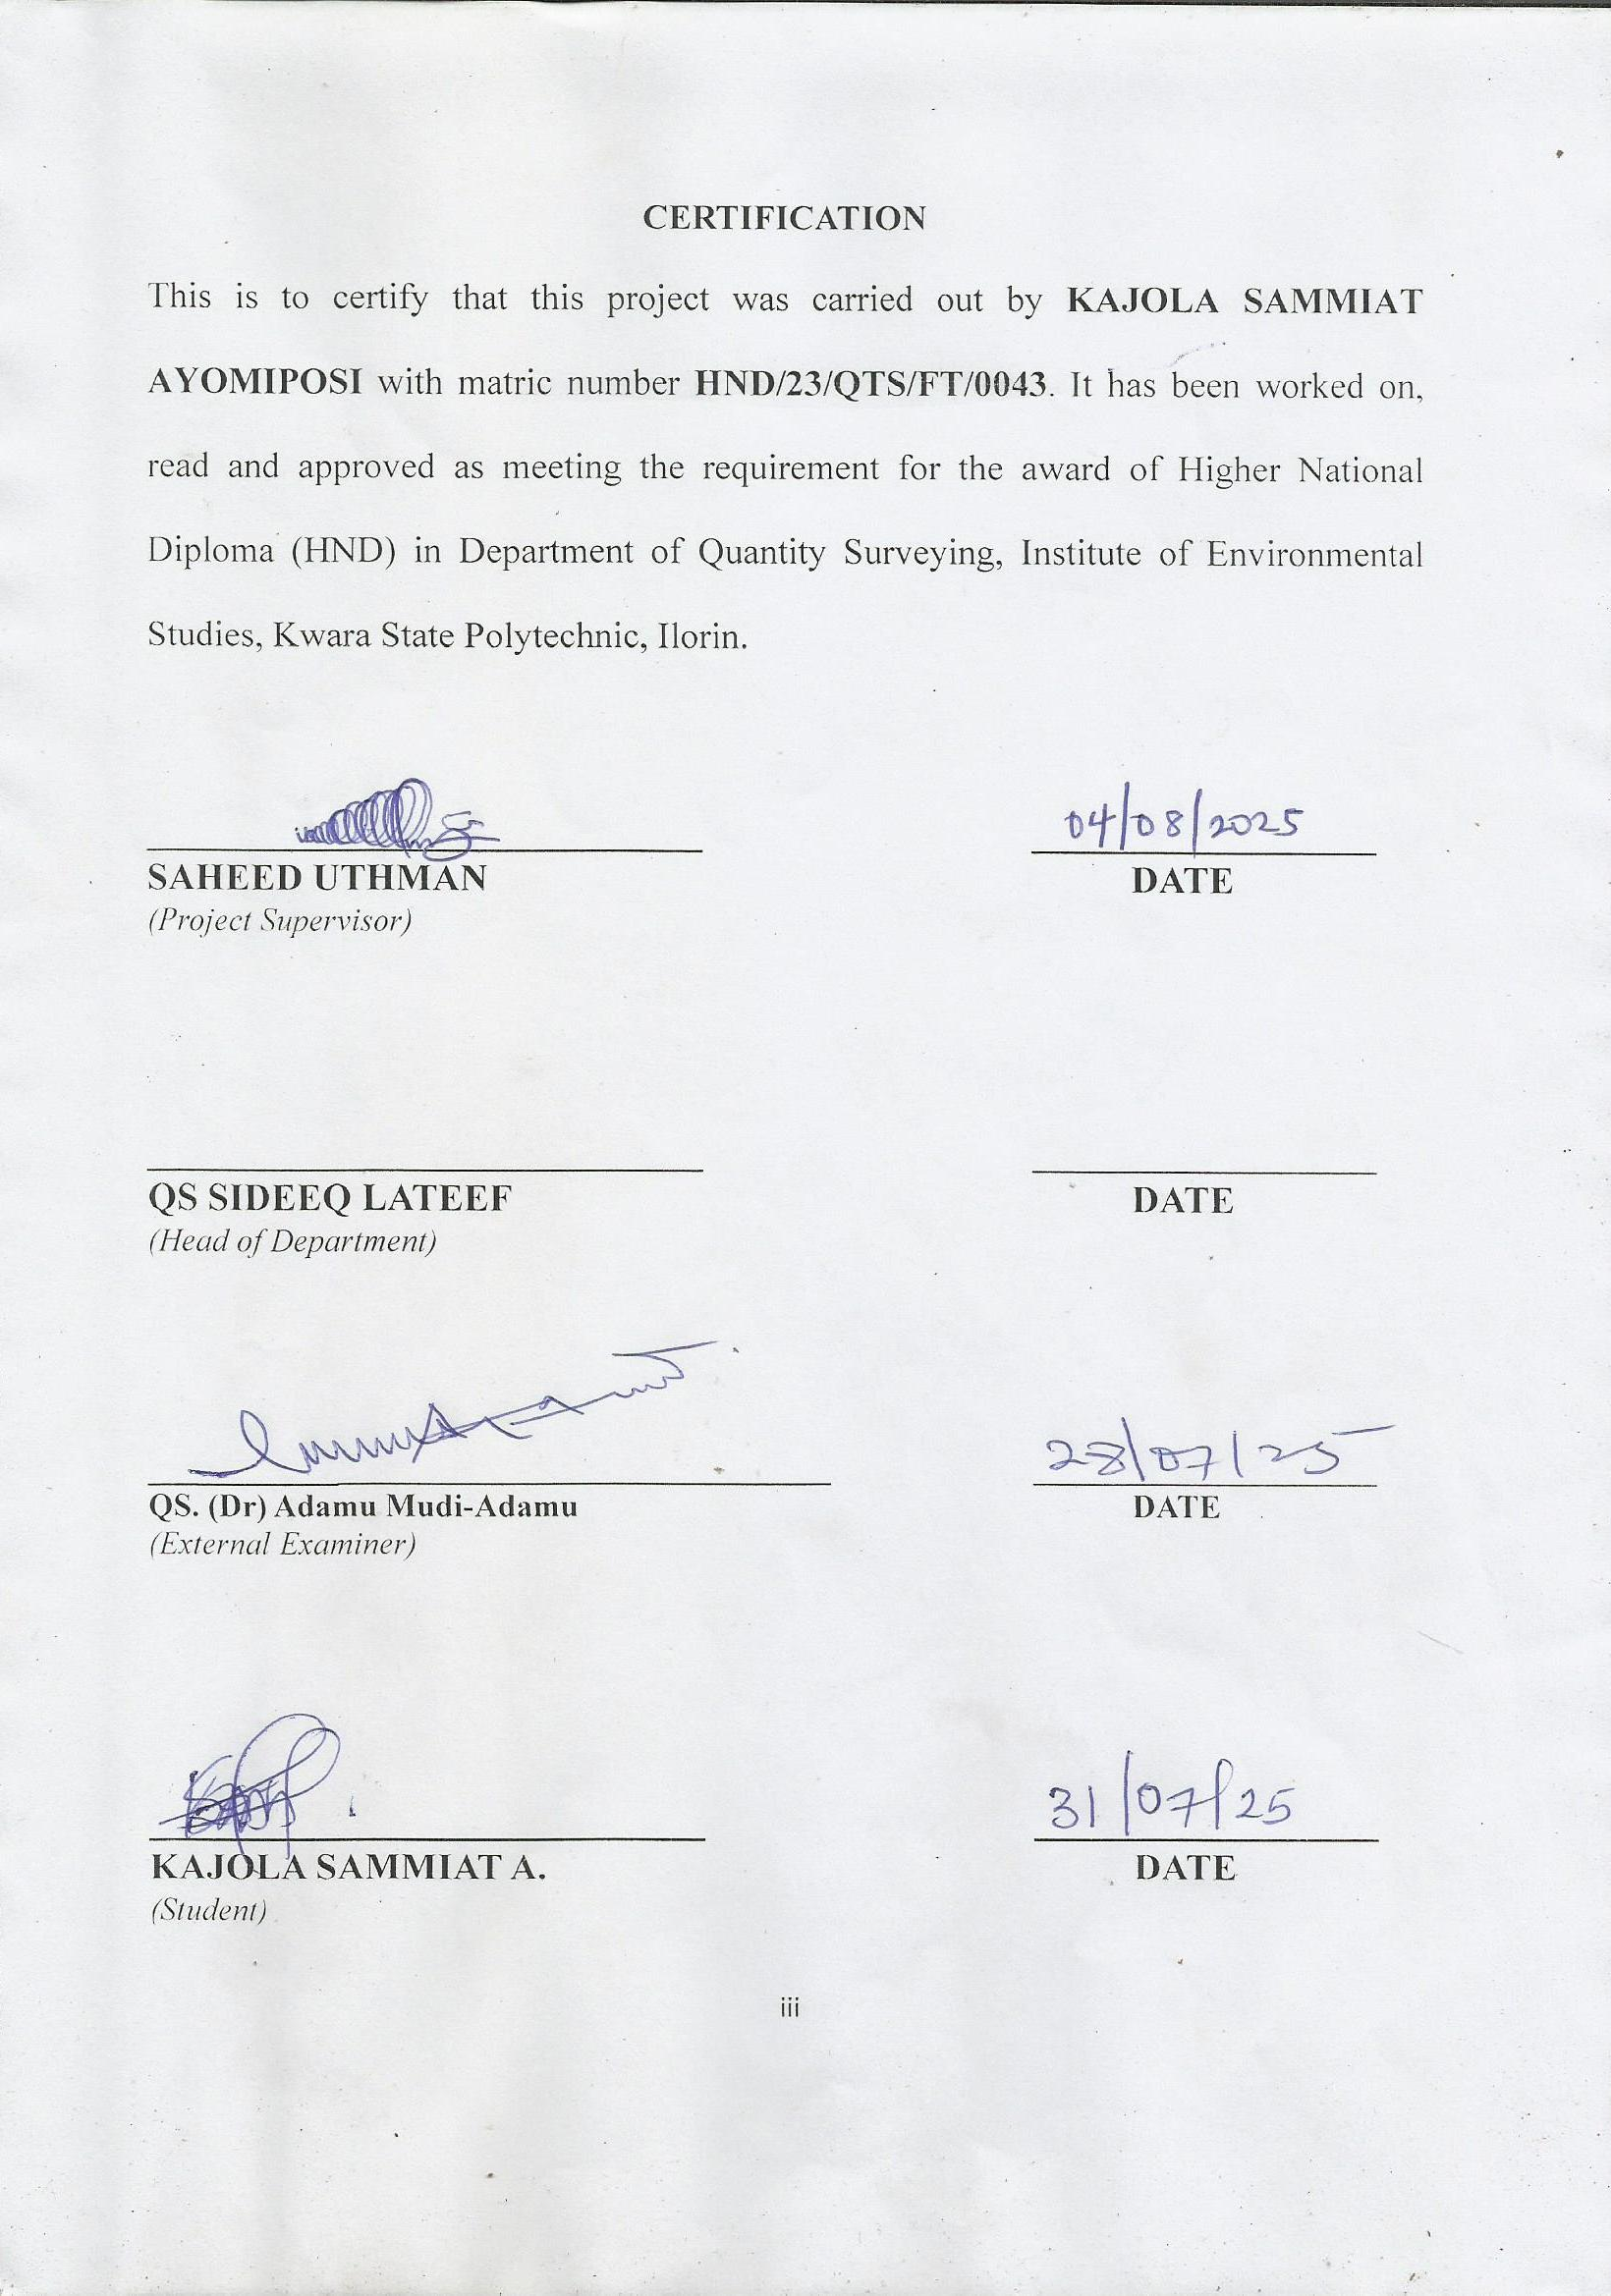 CERTIFICATION
This is to certify that this project was carried out by KAJOLA SAMMIAT
AYOMIPOSI with matric number HND/23/QTS/FT/0043. It has been worked on,
read and approved as meeting the requirement for the award of Higher National
Diploma (HND) in Department of Quantity Surveying, Institute of Environmental
Studies, Kwara State Polytechnic, Ilorin.
04/08/2025
SAHEED UTHMAN DATE
(Project Supervisor)
QS SIDEEQ LATEEF DATE
(Head of Department)
28/07/25
QS. (Dr) Adamu Mudi-Adamu DATE
(External Examiner)
31/07/25
KAJOLA SAMMIAT A. DATE
(Student)
iii